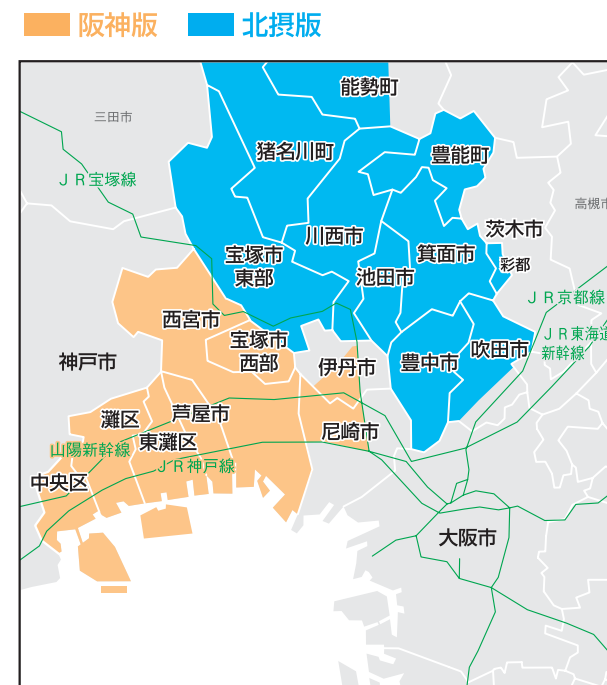 阪神版 北摂版
能勢町
三田市
猪名川町
豊能町
ＪＲ宝塚線
高槻市
茨木市
川西市
宝塚市
東部
箕面市
彩都
池田市
ＪＲ京都線
西宮市
ＪＲ東海道
新幹線
宝塚市
西部
吹田市
神戸市
伊丹市
豊中市
灘区
芦屋市
尼崎市
東灘区
山陽新幹線
ＪＲ神戸線
中央区
大阪市